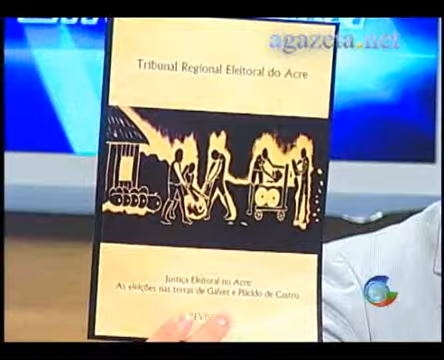 agazeta.net
Tribunal Regional Eleitoral do Acre
Justiça Eleitoral no Acre:
As eleições nas terras de Galvez e Plácido de Castro